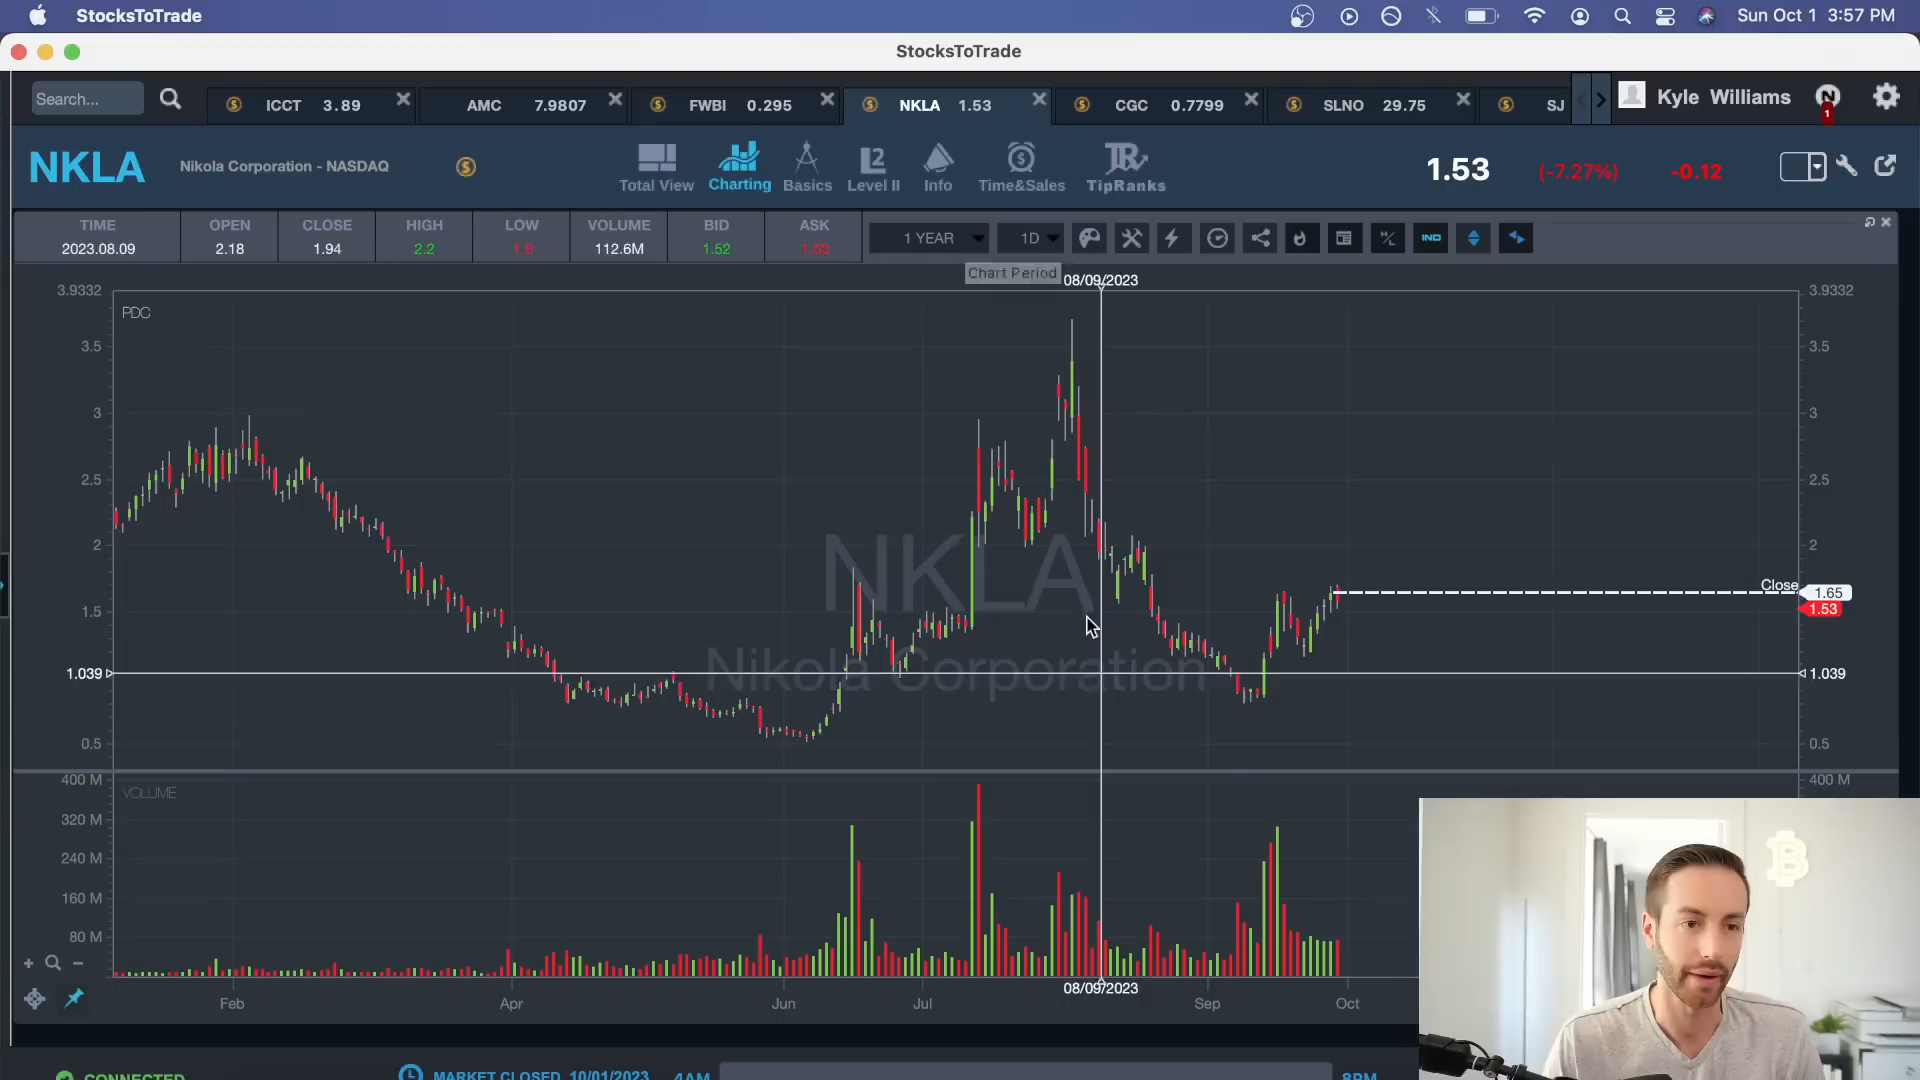 StocksToTrade
Sun Oct 1 3:57 PM
StocksToTrade
Search...
ICCT 3.89
AMC 7.9807
FWBI 0.295
NKLA 1.53
CGC 0.7799
SLNO 29.75
SJ
Kyle Williams
N
1
NKLA
Nikola Corporation - NASDAQ
Total View
Charting
Basics
L2
Level II
Info
Time&Sales
TipRanks
1.53
(-7.27%)
-0.12
TIME OPEN CLOSE HIGH LOW VOLUME BID ASK
2023.08.09 2.18 1.94 2.2 1.9 112.6M 1.52 1.53
1 YEAR
1D
H/L
IND
Chart Period
08/09/2023
3.9332 3.9332
PDC
3.5 3.5
3 3
2.5 2.5
2 2
NKLA
Close 1.65
1.5 1.53
Nikola Corporation
1.039 1.039
0.5 0.5
400 M 400 M
VOLUME
320 M
240 M
160 M
80 M
08/09/2023
Feb Apr Jun Jul Sep Oct
CONNECTED
MARKET CLOSED 10/01/2023 4AM 8PM